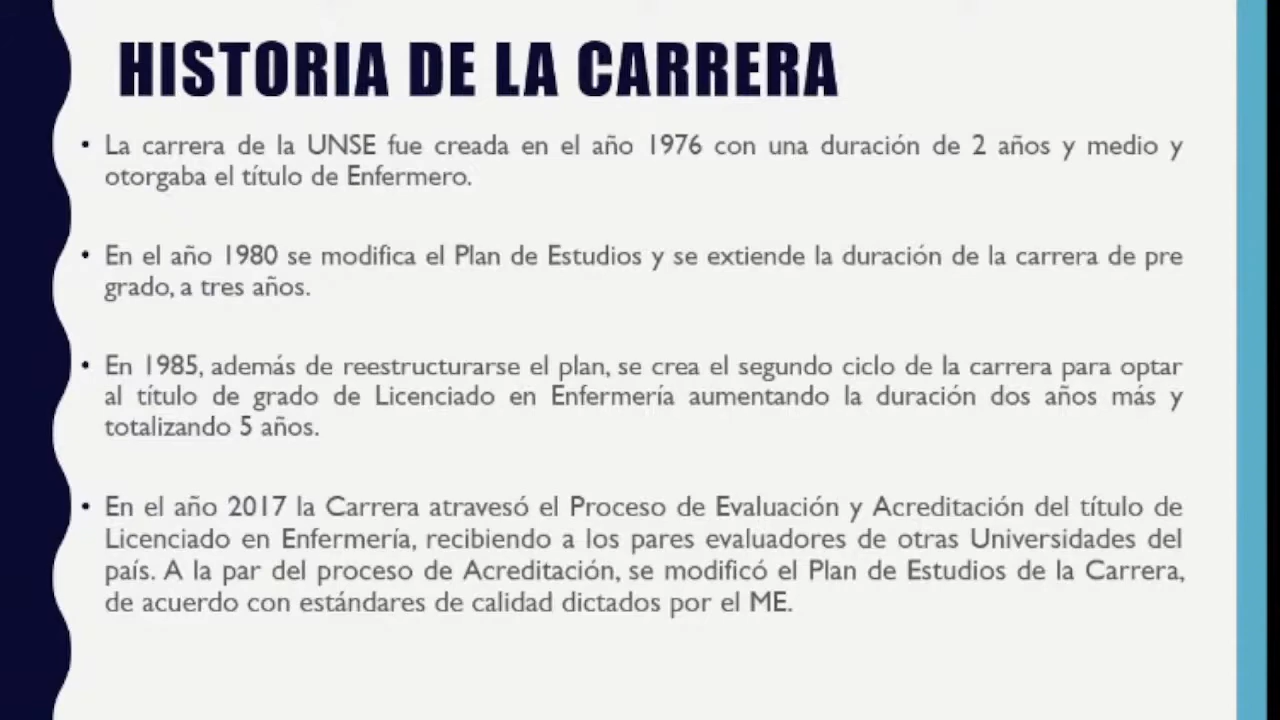 HISTORIA DE LA CARRERA
• La carrera de la UNSE fue creada en el año 1976 con una duración de 2 años y medio y
otorgaba el título de Enfermero.
• En el año 1980 se modifica el Plan de Estudios y se extiende la duración de la carrera de pre
grado, a tres años.
• En 1985, además de reestructurarse el plan, se crea el segundo ciclo de la carrera para optar
al título de grado de Licenciado en Enfermería aumentando la duración dos años más y
totalizando 5 años.
• En el año 2017 la Carrera atravesó el Proceso de Evaluación y Acreditación del título de
Licenciado en Enfermería, recibiendo a los pares evaluadores de otras Universidades del
país. A la par del proceso de Acreditación, se modificó el Plan de Estudios de la Carrera,
de acuerdo con estándares de calidad dictados por el ME.